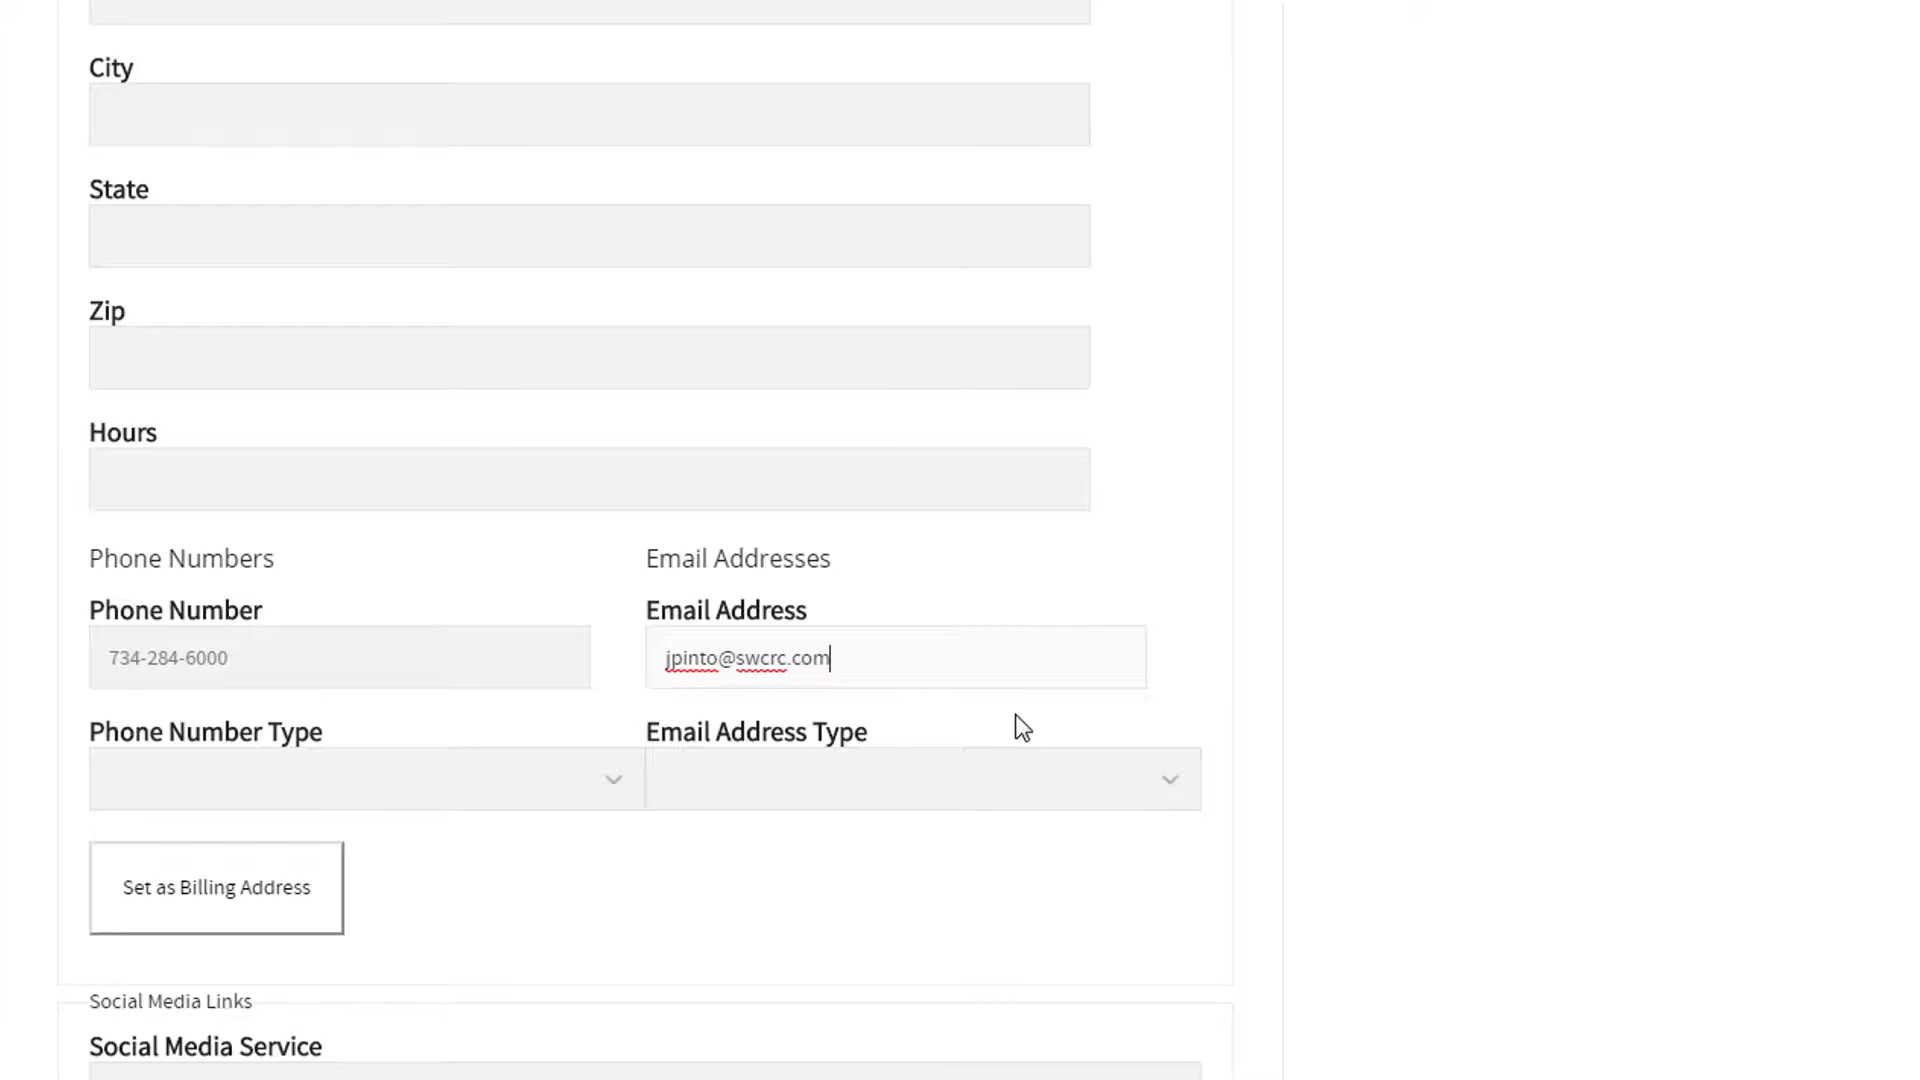 City
State
Zip
Hours
Phone Numbers
Email Addresses
Phone Number
Email Address
734-284-6000
jpinto@swcrc.com
Phone Number Type
Email Address Type
Set as Billing Address
Social Media Links
Social Media Service